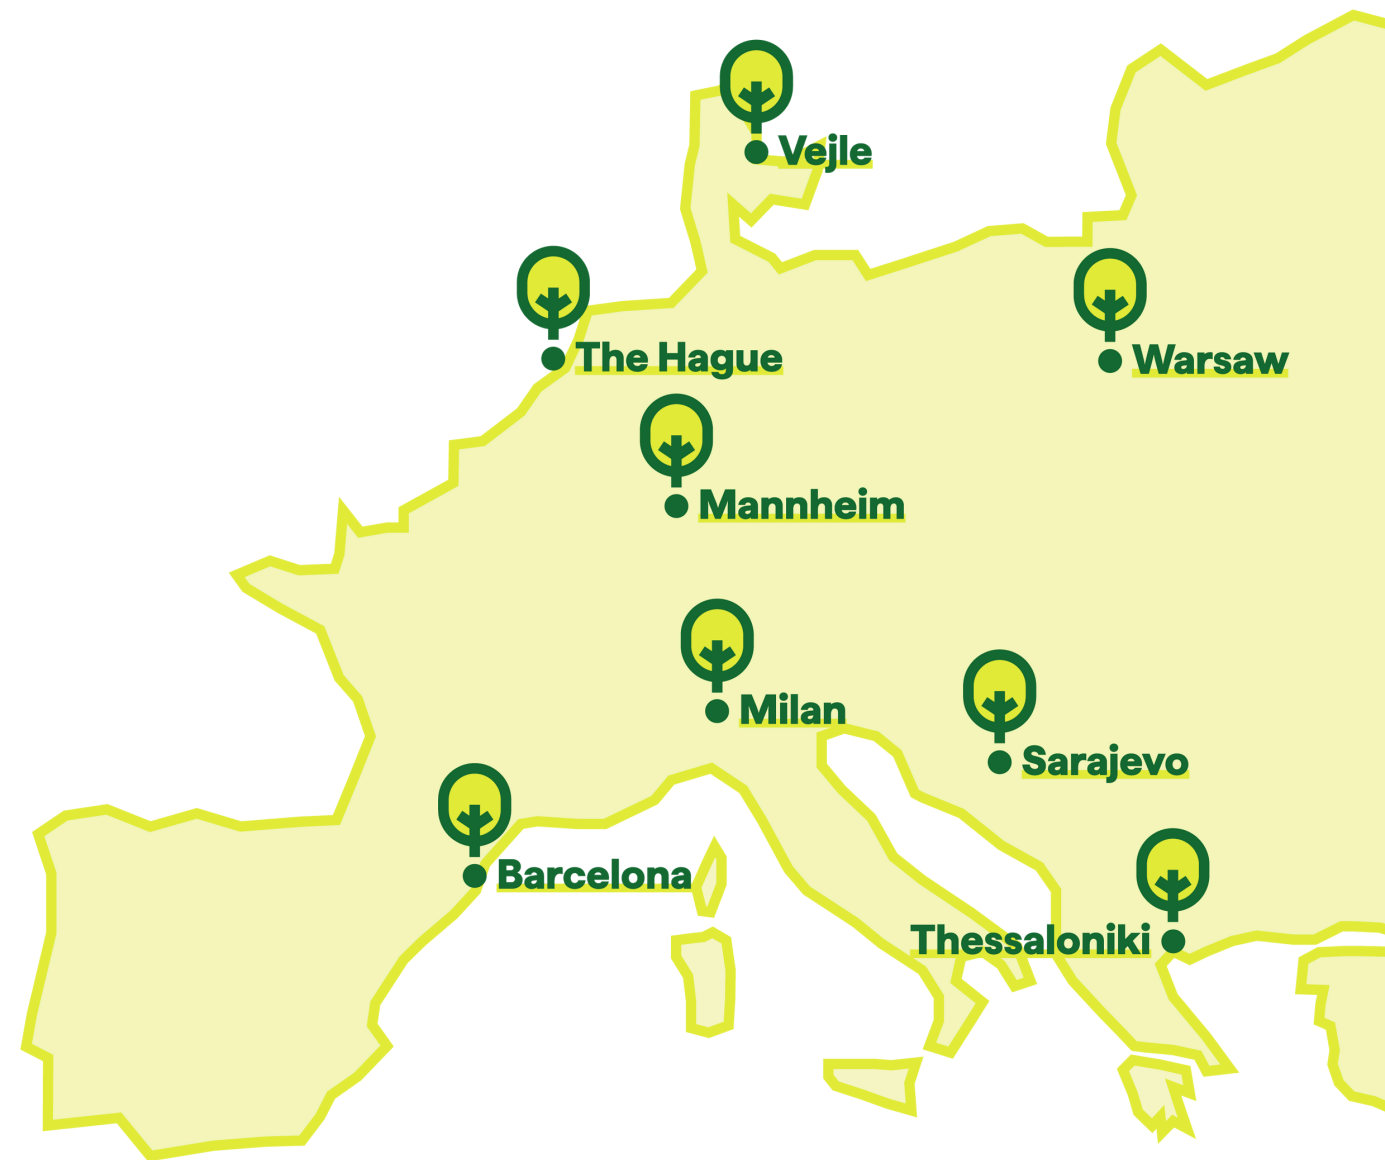 Vejle
The Hague
Warsaw
Mannheim
Milan
Sarajevo
Barcelona
Thessaloniki